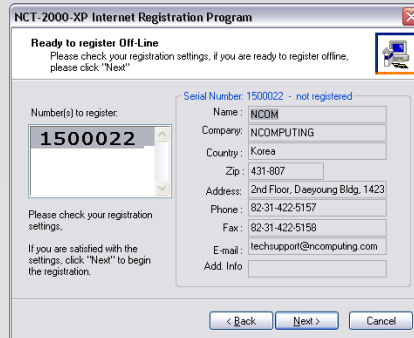 NCT-2000-XP Internet Registration Program
Ready to register Off-Line
Please check your registration settings, if you are ready to register offline,
please click "Next"
Number(s) to register:
1500022
Please check your registration
settings,
If you are satisfied with the
settings, click "Next" to begin
the registration.
Serial Number: 1500022 - not registered
Name : NCOM
Company: NCOMPUTING
Country : Korea
Zip : 431-807
Address: 2nd Floor, Daeyoung Bldg, 1423
Phone : 82-31-422-5157
Fax : 82-31-422-5158
E-mail : techsupport@ncomputing.com
Add. Info
< Back
Next >
Cancel